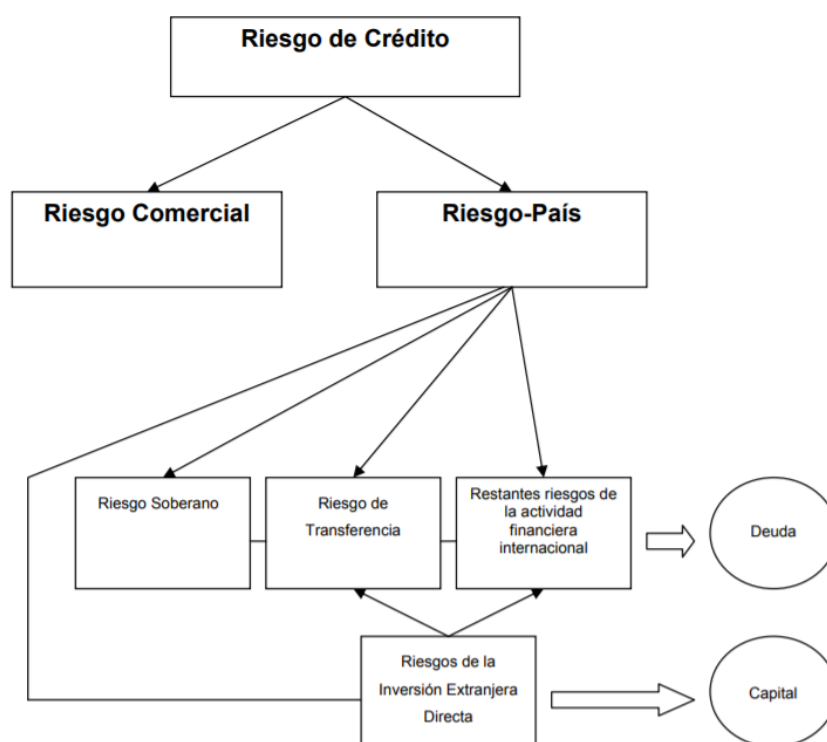 Riesgo de Crédito
Riesgo Comercial
Riesgo-País
Riesgo Soberano
Riesgo de
Transferencia
Restantes riesgos de
la actividad
financiera
internacional
Deuda
Riesgos de la
Inversión Extranjera
Directa
Capital